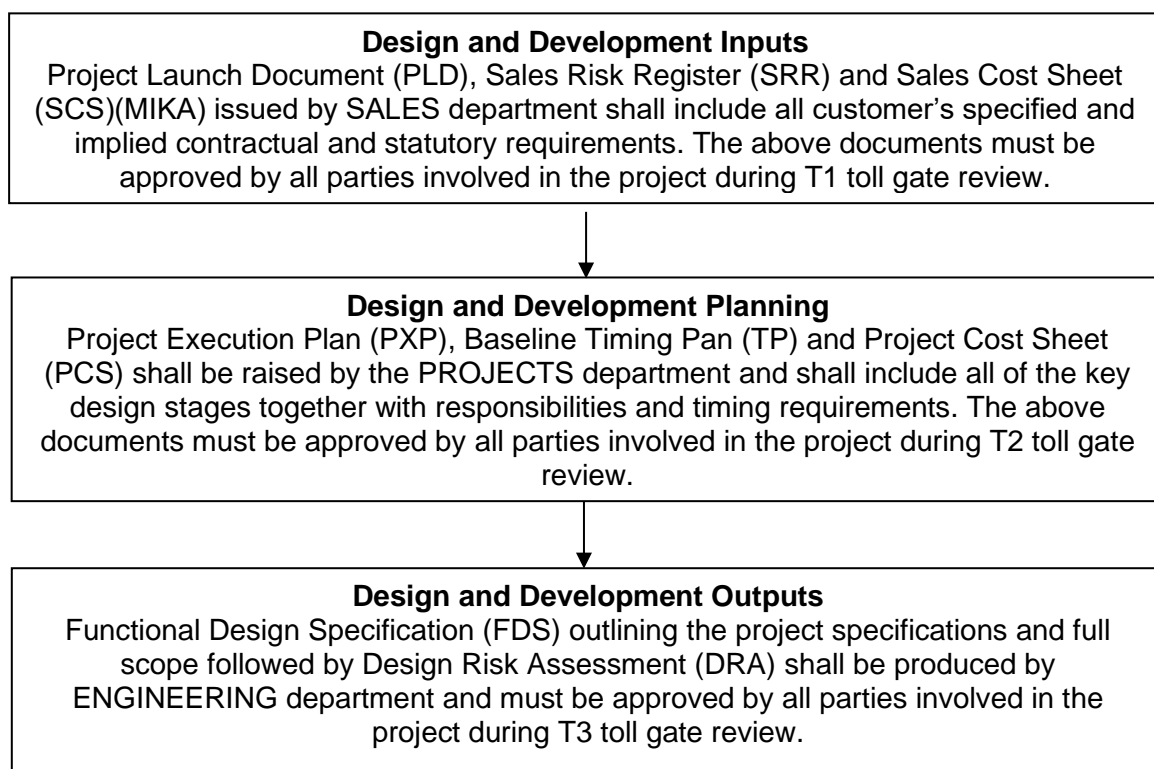 Design and Development Inputs
Project Launch Document (PLD), Sales Risk Register (SRR) and Sales Cost Sheet
(SCS)(MIKA) issued by SALES department shall include all customer’s specified and
implied contractual and statutory requirements. The above documents must be
approved by all parties involved in the project during T1 toll gate review.
Design and Development Planning
Project Execution Plan (PXP), Baseline Timing Pan (TP) and Project Cost Sheet
(PCS) shall be raised by the PROJECTS department and shall include all of the key
design stages together with responsibilities and timing requirements. The above
documents must be approved by all parties involved in the project during T2 toll gate
review.
Design and Development Outputs
Functional Design Specification (FDS) outlining the project specifications and full
scope followed by Design Risk Assessment (DRA) shall be produced by
ENGINEERING department and must be approved by all parties involved in the
project during T3 toll gate review.